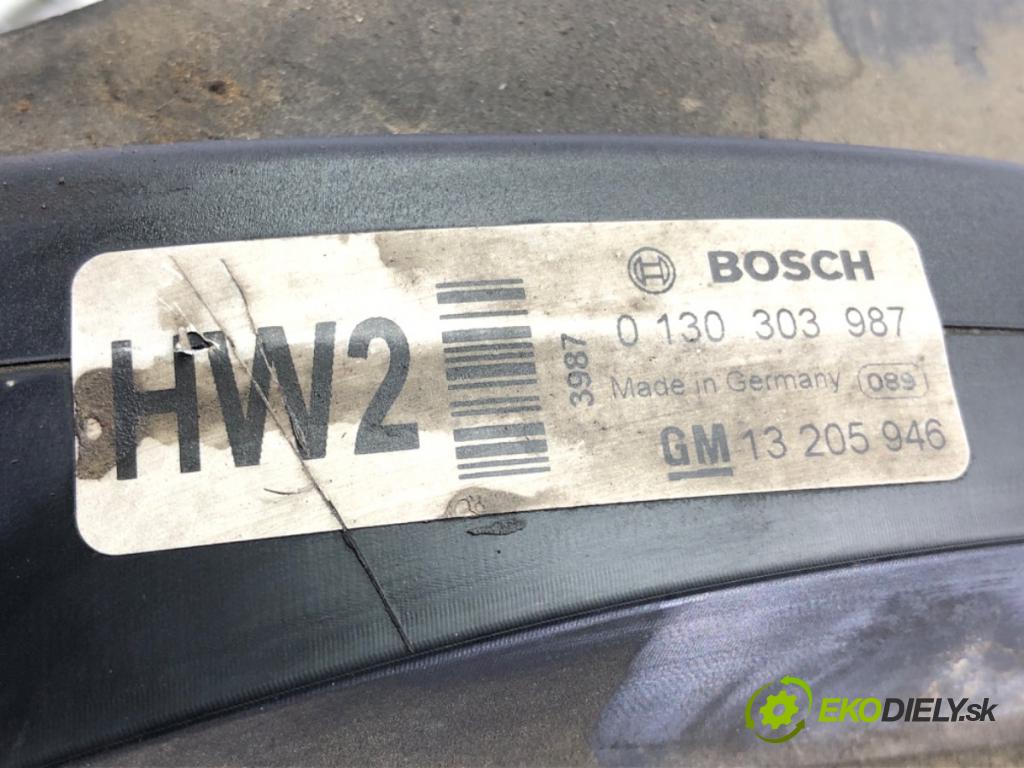 HW2
3987
BOSCH
0 130 303 987
Made in Germany 089
GM 13 205 946
EKODIELY.sk